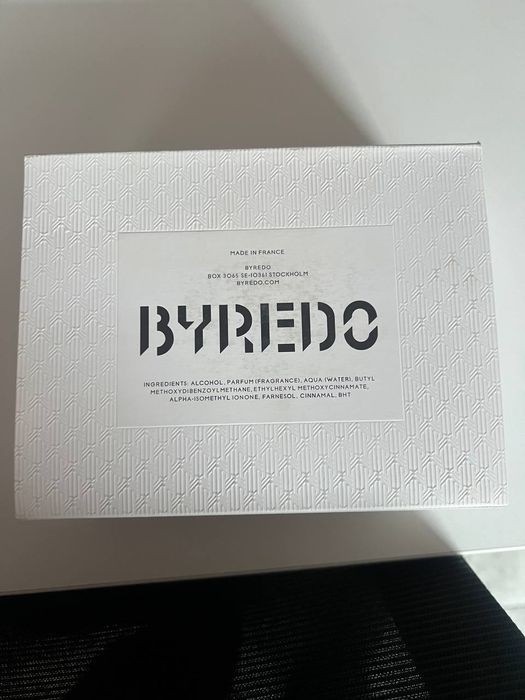 MADE IN FRANCE
BYREDO
BOX 3065 SE-10361 STOCKHOLM
BYREDO.COM
BYREDO
INGREDIENTS: ALCOHOL, PARFUM (FRAGRANCE), AQUA (WATER), BUTYL
METHOXYDIBENZOYLMETHANE, ETHYLHEXYL METHOXYCINNAMATE,
ALPHA-ISOMETHYL IONONE, FARNESOL, CINNAMAL, BHT